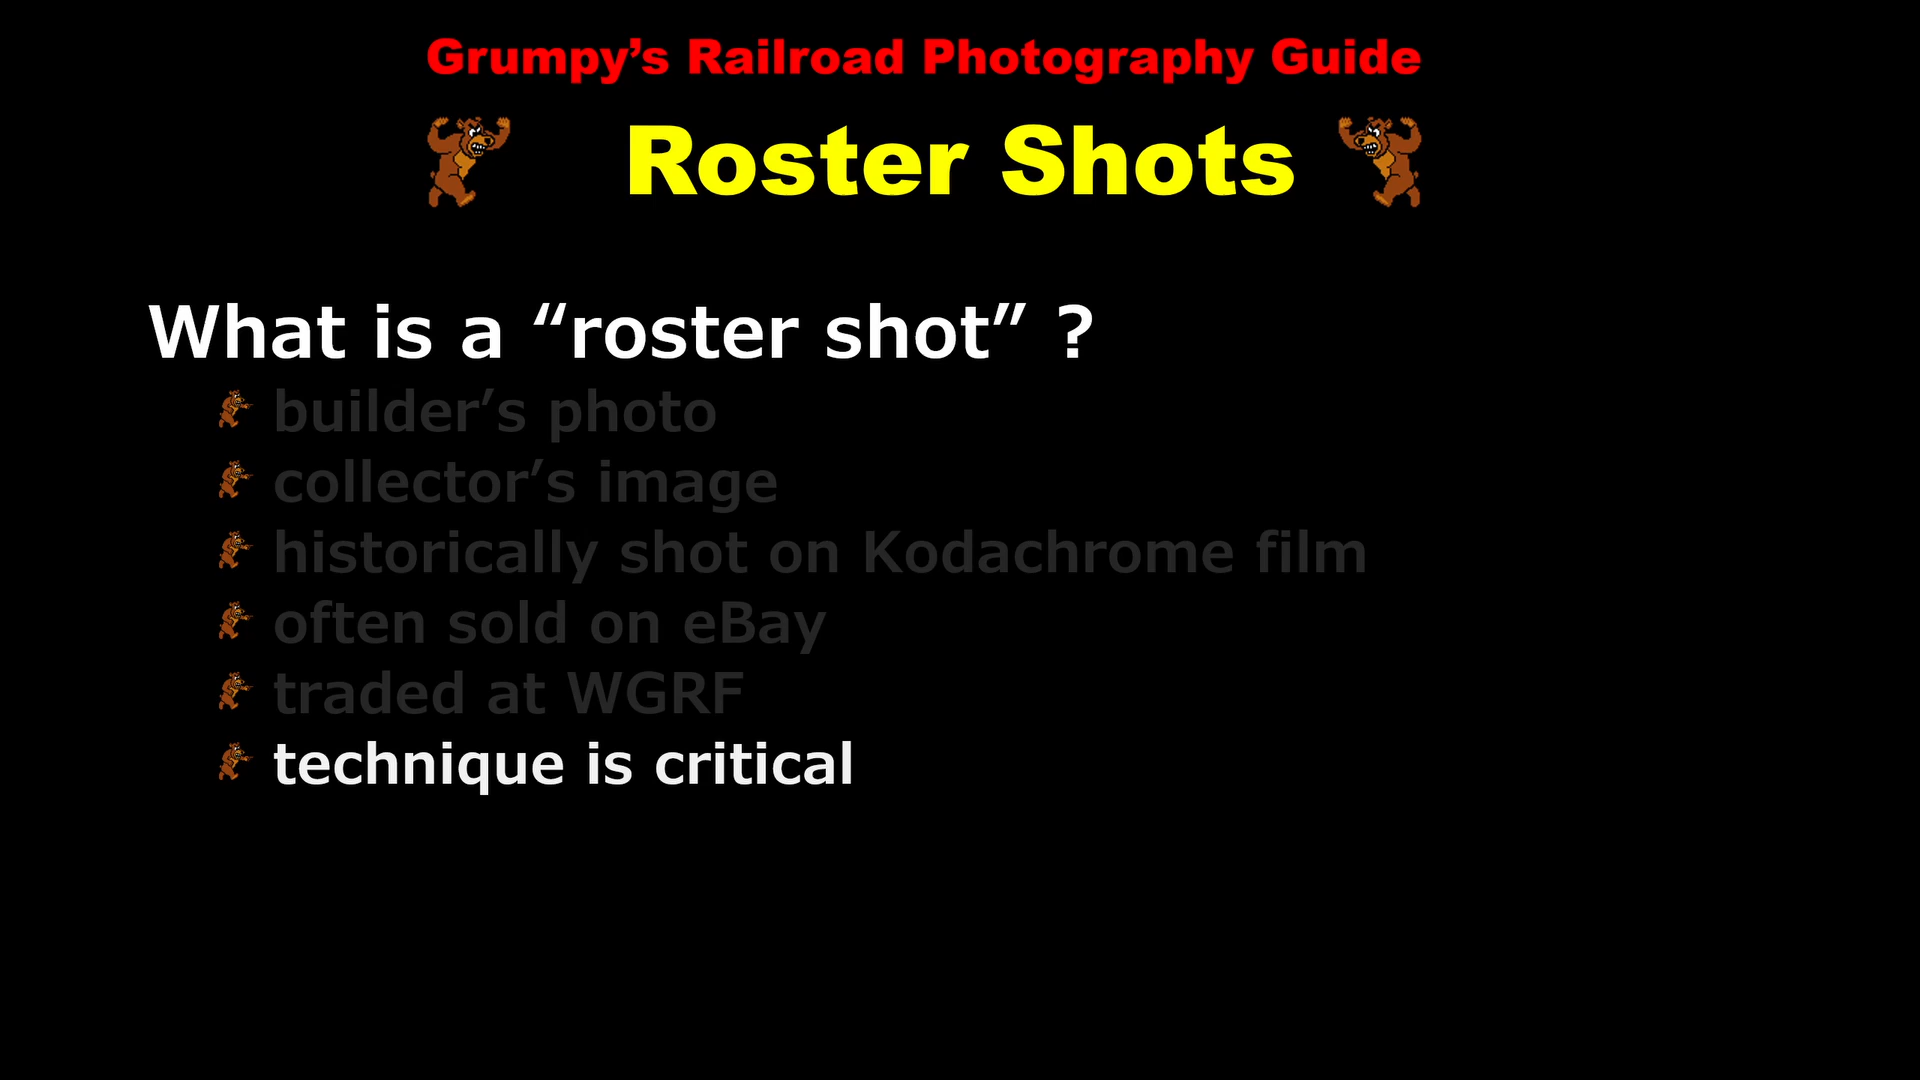 Grumpy’s Railroad Photography Guide
Roster Shots
What is a “roster shot” ?
builder’s photo
collector’s image
historically shot on Kodachrome film
often sold on eBay
traded at WGRF
technique is critical